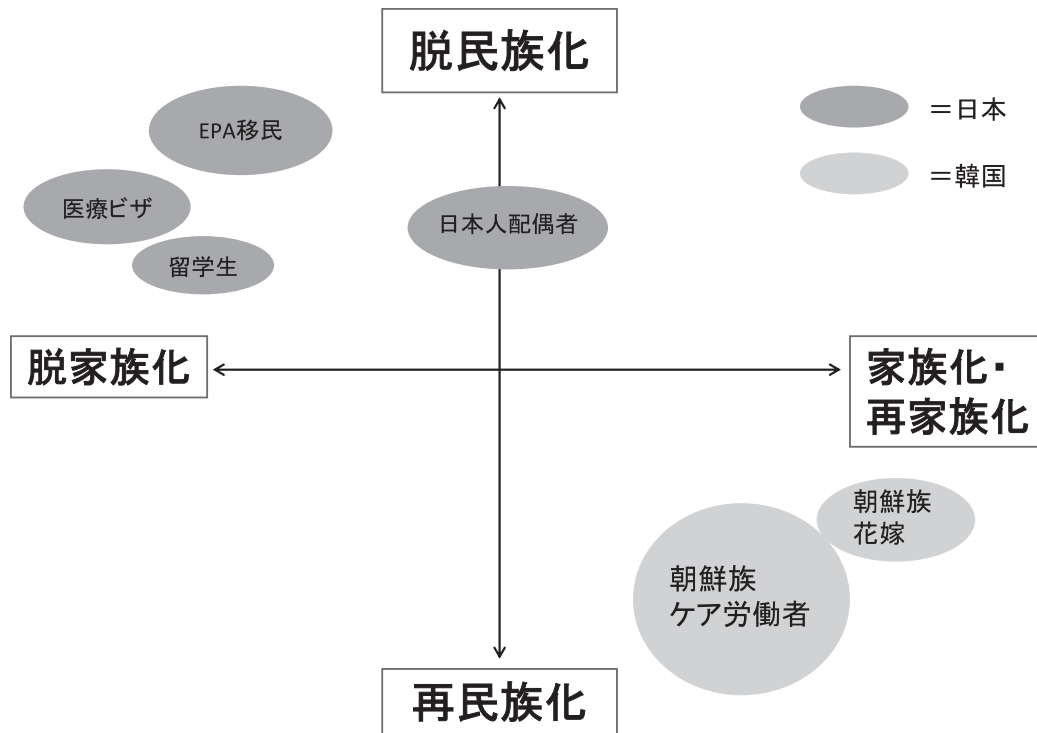 脱民族化
EPA移民
＝日本
医療ビザ
＝韓国
日本人配偶者
留学生
脱家族化
家族化・
再家族化
朝鮮族
花嫁
朝鮮族
ケア労働者
再民族化